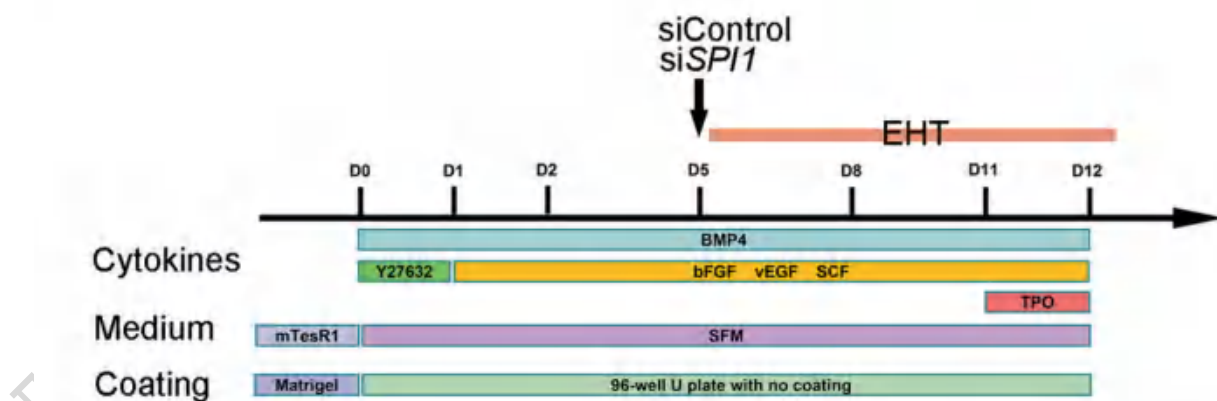 siControl
siSPI1
EHT
D0 D1 D2 D5 D8 D11 D12
Cytokines
BMP4
Y27632 bFGF vEGF SCF
TPO
Medium
mTesR1 SFM
Coating
Matrigel 96-well U plate with no coating